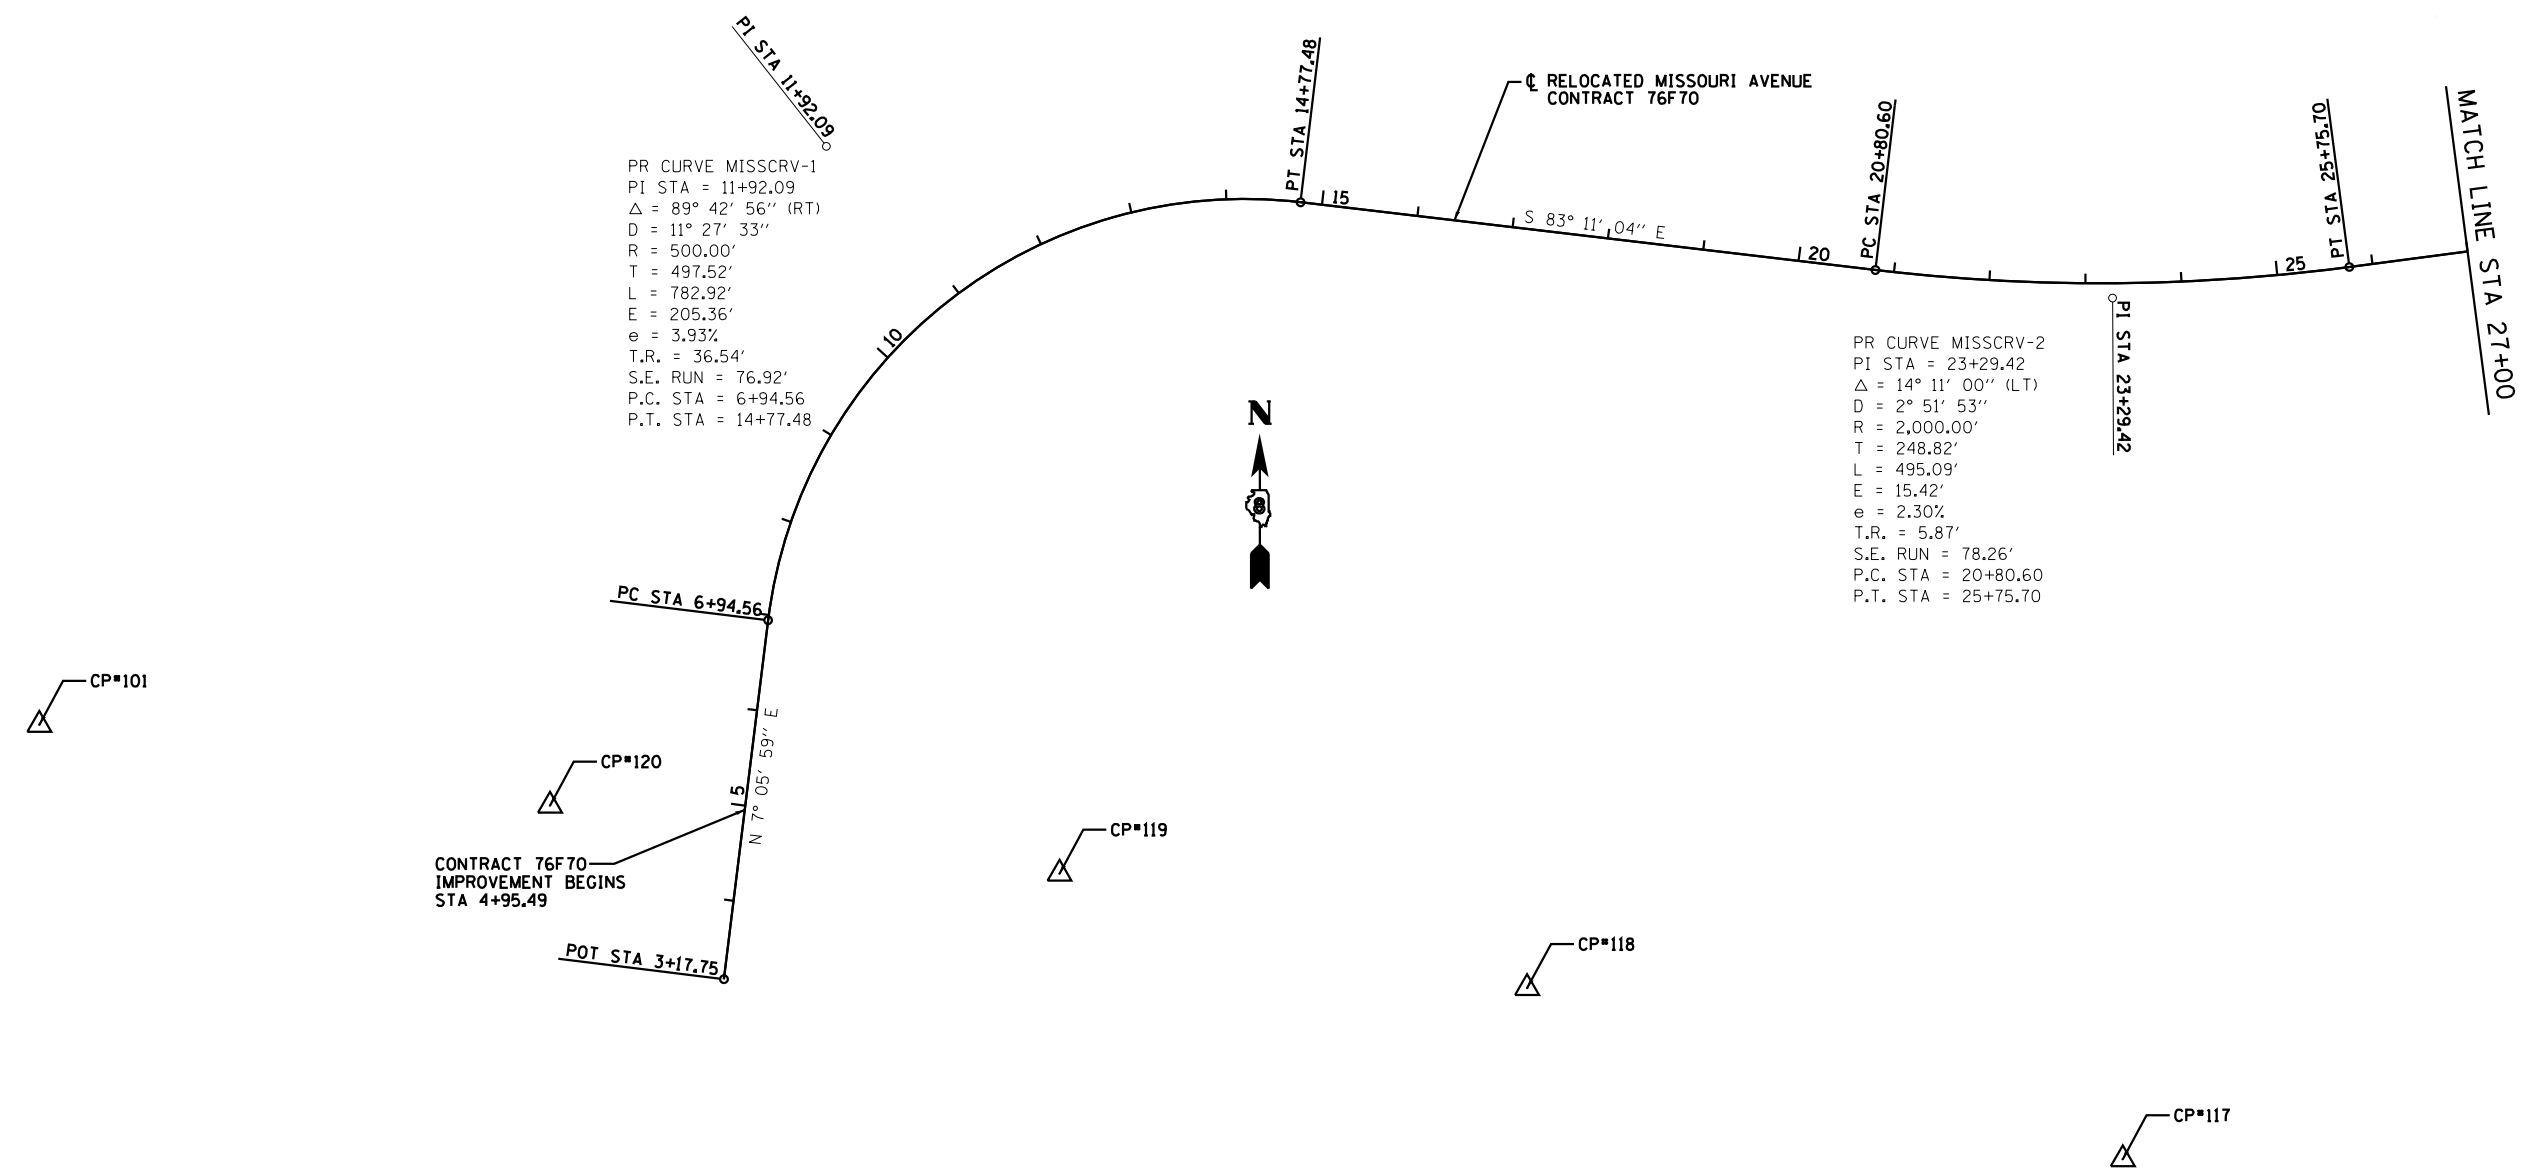 PI STA 11+92.09
PR CURVE MISSCRV-1
PI STA = 11+92.09
△ = 89° 42' 56'' (RT)
D = 11° 27' 33''
R = 500.00'
T = 497.52'
L = 782.92'
E = 205.36'
e = 3.93%
T.R. = 36.54'
S.E. RUN = 76.92'
P.C. STA = 6+94.56
P.T. STA = 14+77.48
PT STA 14+77.48
15
℄ RELOCATED MISSOURI AVENUE
CONTRACT 76F70
S 83° 11' 04'' E
20
PC STA 20+80.60
25
PT STA 25+75.70
MATCH LINE STA 27+00
PI STA 23+29.42
PR CURVE MISSCRV-2
PI STA = 23+29.42
△ = 14° 11' 00'' (LT)
D = 2° 51' 53''
R = 2,000.00'
T = 248.82'
L = 495.09'
E = 15.42'
e = 2.30%
T.R. = 5.87'
S.E. RUN = 78.26'
P.C. STA = 20+80.60
P.T. STA = 25+75.70
10
N
8
PC STA 6+94.56
CP#101
CP#120
5
N 7° 05' 59'' E
CONTRACT 76F70
IMPROVEMENT BEGINS
STA 4+95.49
POT STA 3+17.75
CP#119
CP#118
CP#117